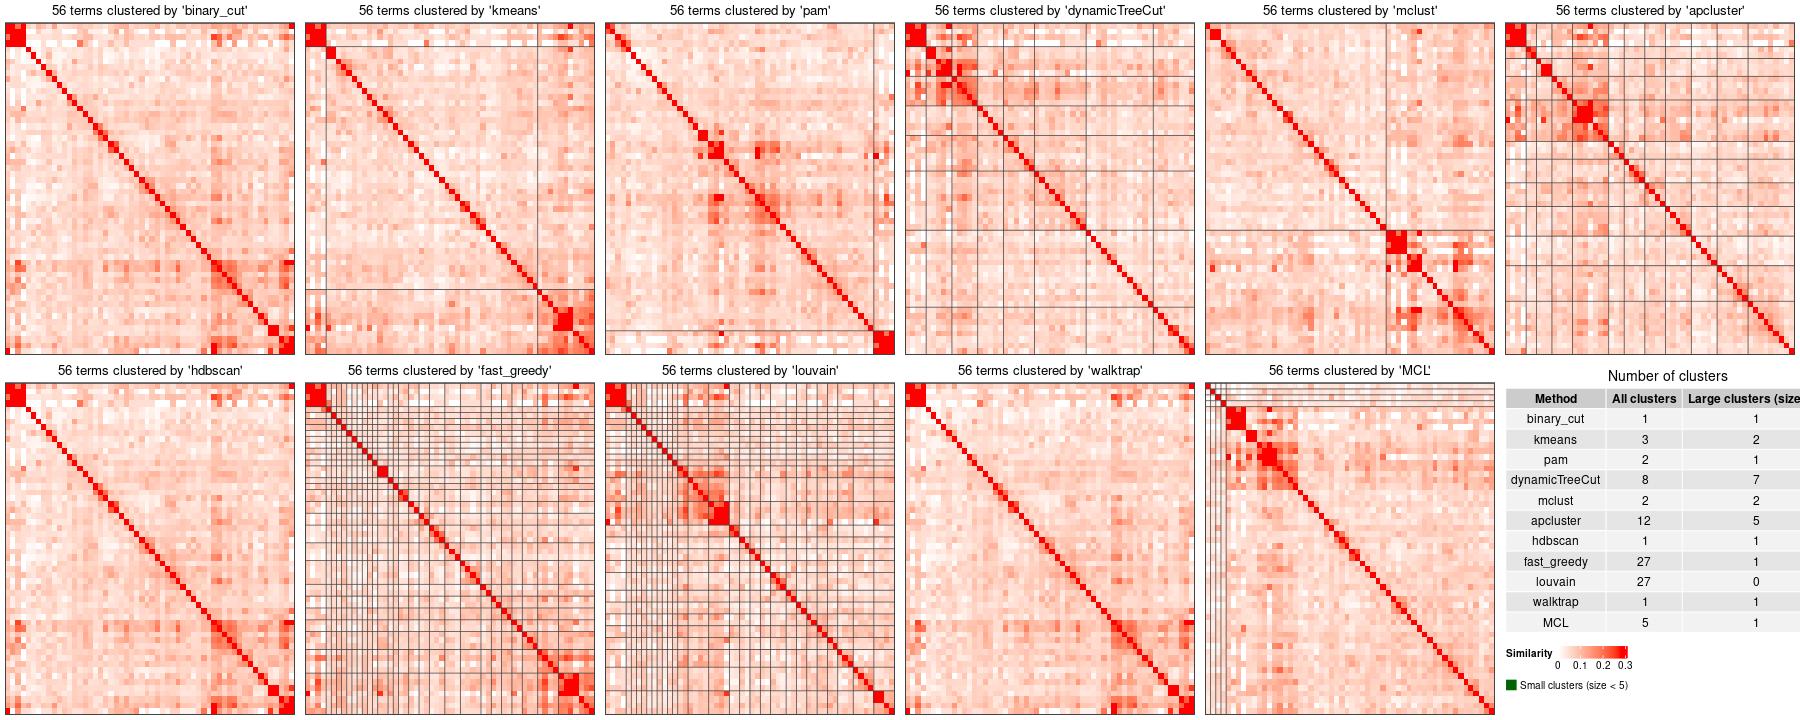 56 terms clustered by 'binary_cut'
56 terms clustered by 'kmeans'
56 terms clustered by 'pam'
56 terms clustered by 'dynamicTreeCut'
56 terms clustered by 'mclust'
56 terms clustered by 'apcluster'
56 terms clustered by 'hdbscan'
56 terms clustered by 'fast_greedy'
56 terms clustered by 'louvain'
56 terms clustered by 'walktrap'
56 terms clustered by 'MCL'
Number of clusters
Method All clusters Large clusters (size
binary_cut 1 1
kmeans 3 2
pam 2 1
dynamicTreeCut 8 7
mclust 2 2
apcluster 12 5
hdbscan 1 1
fast_greedy 27 1
louvain 27 0
walktrap 1 1
MCL 5 1
Similarity
0 0.1 0.2 0.3
Small clusters (size < 5)